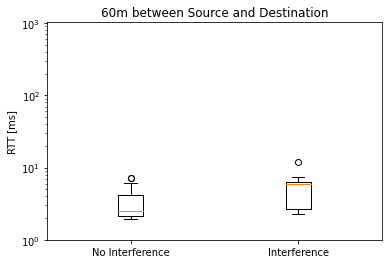 60m between Source and Destination
10³
10²
10¹
10⁰
RTT [ms]
No Interference
Interference